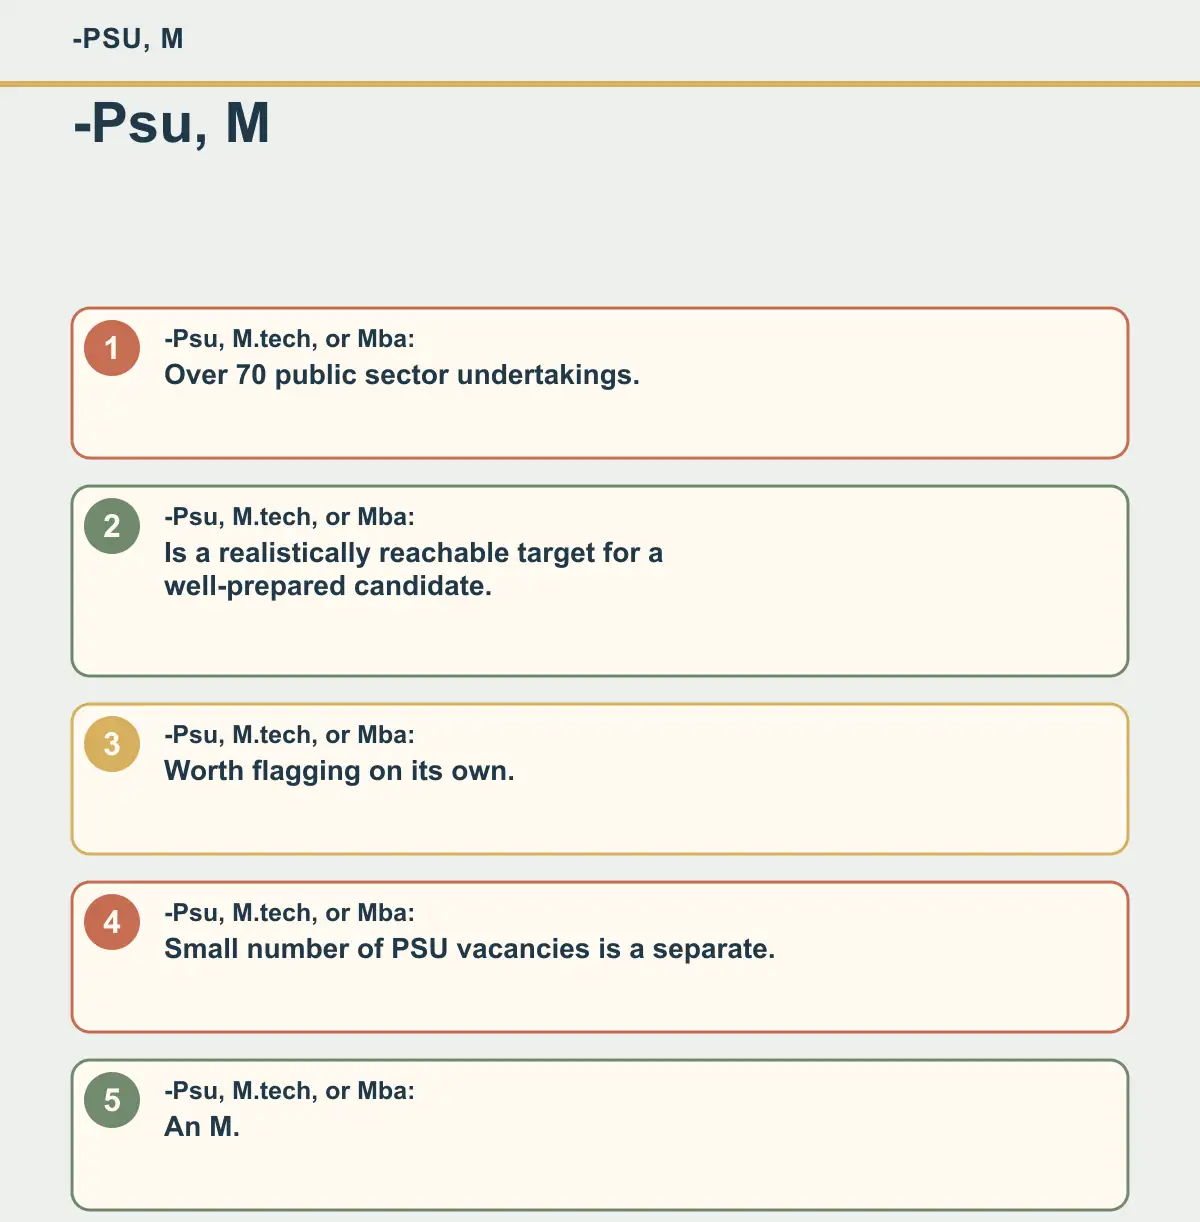 -PSU, M
-Psu, M
1
-Psu, M.tech, or Mba:
Over 70 public sector undertakings.
2
-Psu, M.tech, or Mba:
Is a realistically reachable target for a
well-prepared candidate.
3
-Psu, M.tech, or Mba:
Worth flagging on its own.
4
-Psu, M.tech, or Mba:
Small number of PSU vacancies is a separate.
5
-Psu, M.tech, or Mba:
An M.